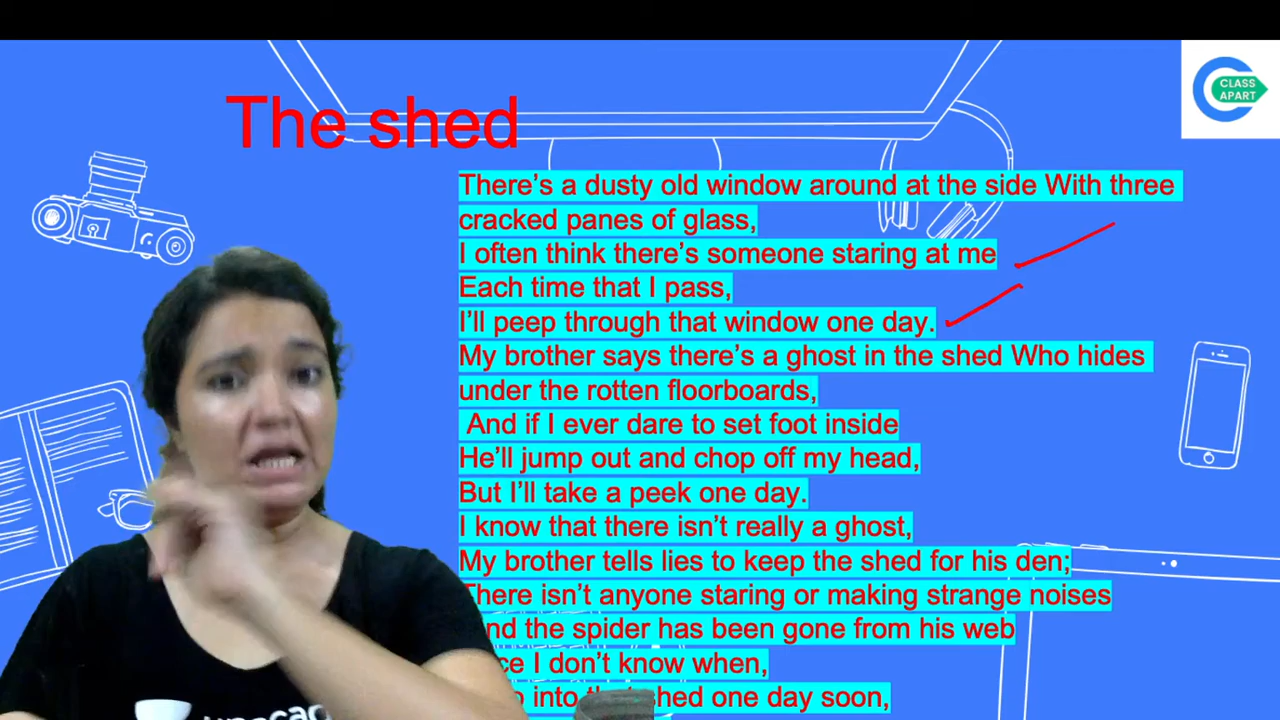 CLASS
APART
The shed
There's a dusty old window around at the side With three
cracked panes of glass,
I often think there's someone staring at me
Each time that I pass,
I'll peep through that window one day.
My brother says there's a ghost in the shed Who hides
under the rotten floorboards,
And if I ever dare to set foot inside
He'll jump out and chop off my head,
But I'll take a peek one day.
I know that there isn't really a ghost,
My brother tells lies to keep the shed for his den;
There isn't anyone staring or making strange noises
the spider has been gone from his web
I don't know when,
into that shed one day soon,